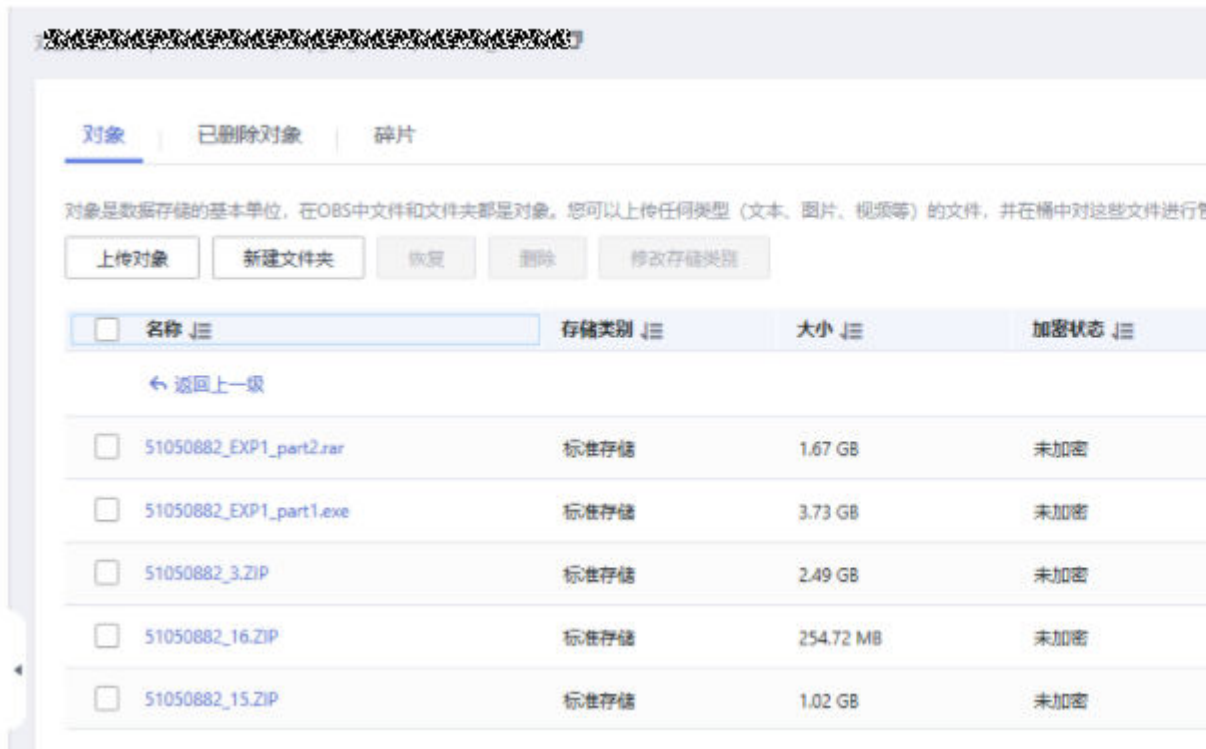 对象 已删除对象 碎片
对象是数据存储的基本单位，在OBS中文件和文件夹都是对象。您可以上传任何类型（文本、图片、视频等）的文件，并在桶中对这些文件进行管
上传对象 新建文件夹 恢复 删除 修改存储类别
名称 存储类别 大小 加密状态
返回上一级
51050882_EXP1_part2.rar 标准存储 1.67 GB 未加密
51050882_EXP1_part1.exe 标准存储 3.73 GB 未加密
51050882_3.ZIP 标准存储 2.49 GB 未加密
51050882_16.ZIP 标准存储 254.72 MB 未加密
51050882_15.ZIP 标准存储 1.02 GB 未加密